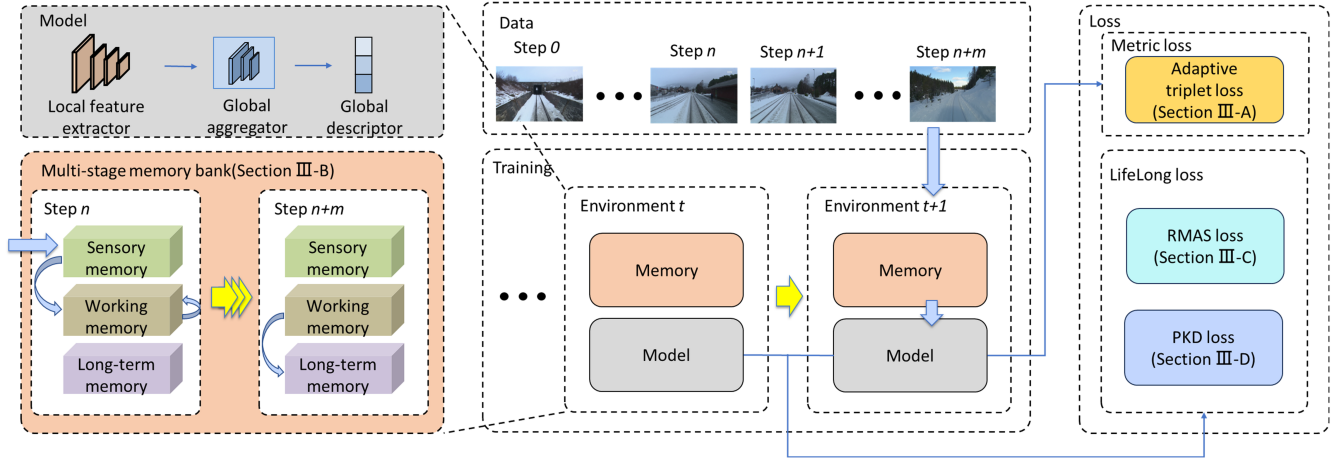 Model
Local feature
extractor
Global
aggregator
Global
descriptor
Multi-stage memory bank(Section Ⅲ-B)
Step n
Sensory
memory
Working
memory
Long-term
memory
Step n+m
Sensory
memory
Working
memory
Long-term
memory
Data
Step 0
Step n
Step n+1
Step n+m
Training
Environment t
Memory
Model
Environment t+1
Memory
Model
Loss
Metric loss
Adaptive
triplet loss
(Section Ⅲ-A)
LifeLong loss
RMAS loss
(Section Ⅲ-C)
PKD loss
(Section Ⅲ-D)